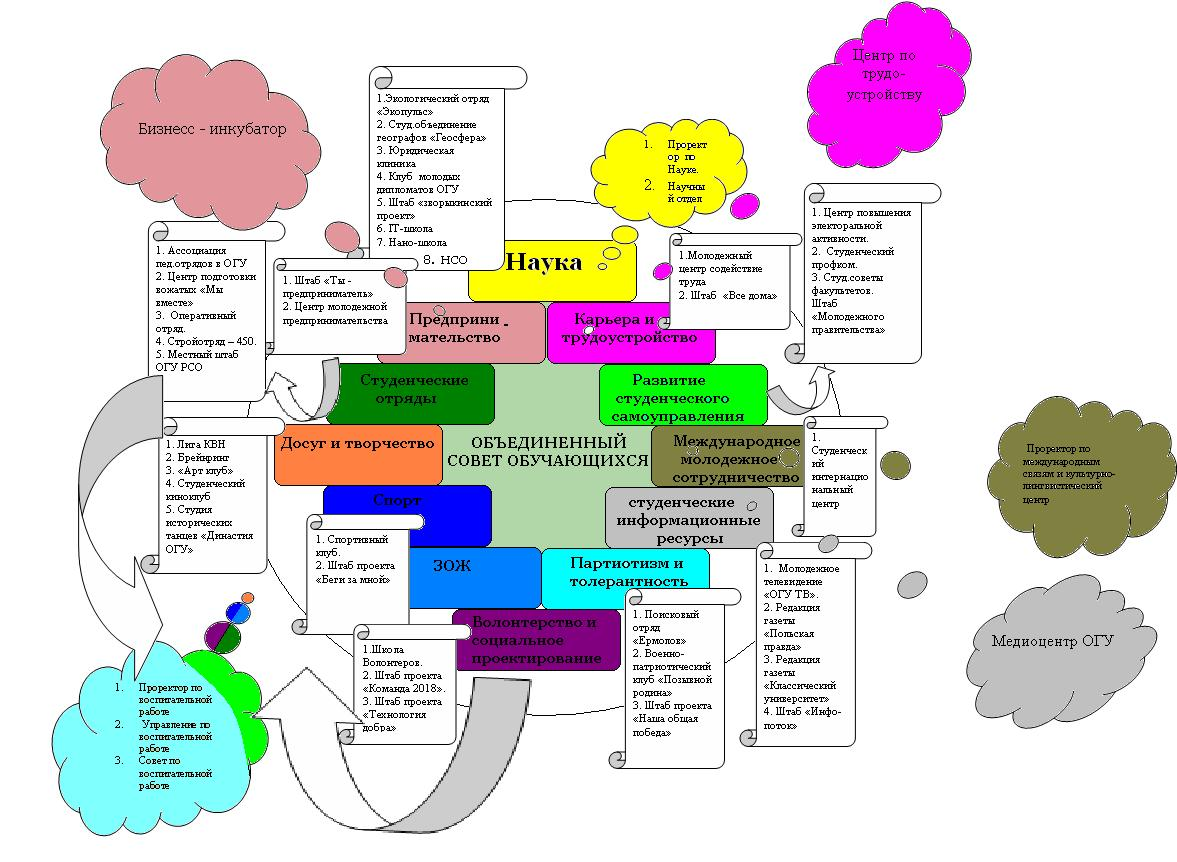 Центр по
трудо-
устройству
Бизнесс - инкубатор
1.Экологический отряд
«Экопульс»
2. Студ.объединение
географов «Геосфера»
3. Юридическая
клиника
4. Клуб молодых
дипломатов ОГУ
5. Штаб «зворыкинский
проект»
6. IT-школа
7. Нано-школа
8. НСО
1. Прорект
ор по
Науке.
2. Научны
й отдел
Наука
1. Ассоциация
пед.отрядов в ОГУ
2. Центр подготовки
вожатых «Мы
вместе»
3. Оперативный
отряд.
4. Стройотряд – 450.
5. Местный штаб
ОГУ РСО
1. Штаб «Ты -
предприниматель»
2. Центр молодежной
предпринимательства
1.Молодежный
центр содействие
труда
2. Штаб «Все дома»
1. Центр повышения
электоральной
активности.
2. Студенческий
профком.
3. Студ.советы
факультетов.
Штаб
«Молодежного
правительства»
Предприни -
мательство
Карьера и
трудоустройство
Студенческие
отряды
Развитие
студенческого
самоуправления
Досуг и творчество
ОБЪЕДИНЕННЫЙ
СОВЕТ ОБУЧАЮЩИХСЯ
Международное
молодежное
сотрудничество
1.
Студенческ
ий
интернацио
нальный
центр
Проректор по
международным
связям и культурно-
лингвистический
центр
1. Лига КВН
2. Брейнринг
3. «Арт клуб»
4. Студенческий
киноклуб
5. Студия
исторических
танцев «Династия
ОГУ»
Спорт
студенческие
информационные
ресурсы
1. Спортивный
клуб.
2. Штаб проекта
«Беги за мной»
ЗОЖ
Партиотизм и
толерантность
1. Молодежное
телевидение
«ОГУ ТВ».
2. Редакция
газеты
«Польская
правда»
3. Редакция
газеты
«Классический
университет»
4. Штаб «Инфо-
поток»
Медиоцентр ОГУ
Волонтерство и
социальное
проектирование
1. Поисковый
отряд
«Ермолов»
2. Военно-
патриотический
клуб «Позывной
родина»
3. Штаб проекта
«Наша общая
победа»
1.Школа
Волонтеров.
2. Штаб проекта
«Команда 2018».
3. Штаб проекта
«Технология
добра»
1. Проректор по
воспитательной
работе
2. Управление по
воспитательной
работе
3. Совет по
воспитательной
работе